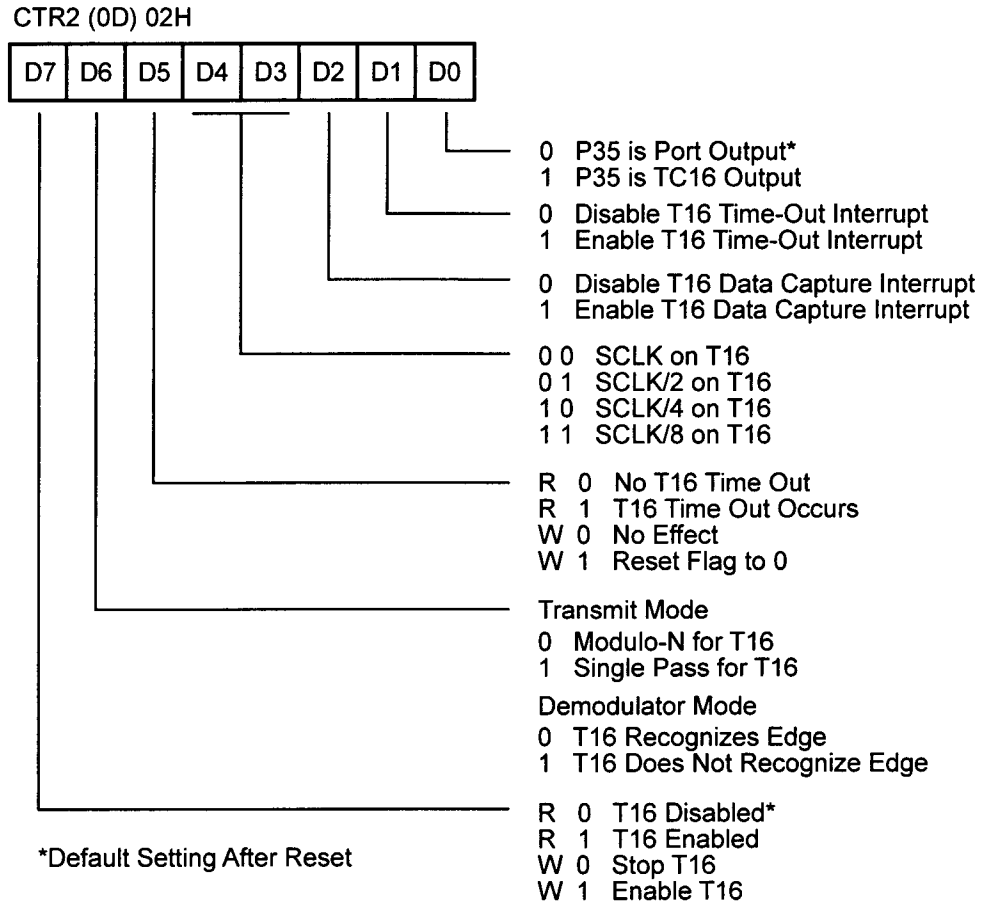 CTR2 (0D) 02H
D7 D6 D5 D4 D3 D2 D1 D0
0 P35 is Port Output*
1 P35 is TC16 Output
0 Disable T16 Time-Out Interrupt
1 Enable T16 Time-Out Interrupt
0 Disable T16 Data Capture Interrupt
1 Enable T16 Data Capture Interrupt
0 0 SCLK on T16
0 1 SCLK/2 on T16
1 0 SCLK/4 on T16
1 1 SCLK/8 on T16
R 0 No T16 Time Out
R 1 T16 Time Out Occurs
W 0 No Effect
W 1 Reset Flag to 0
Transmit Mode
0 Modulo-N for T16
1 Single Pass for T16
Demodulator Mode
0 T16 Recognizes Edge
1 T16 Does Not Recognize Edge
R 0 T16 Disabled*
R 1 T16 Enabled
W 0 Stop T16
W 1 Enable T16
*Default Setting After Reset